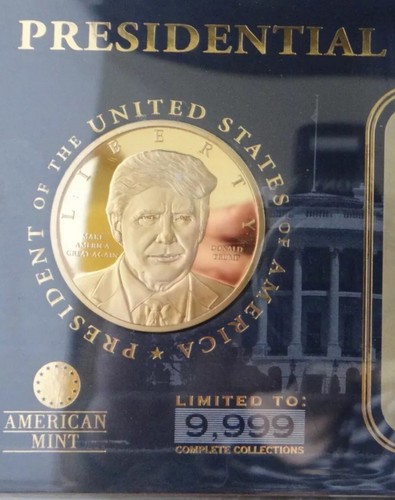 PRESIDENTIAL
PRESIDENT OF THE UNITED STATES OF AMERICA ★
LIBERTY
MAKE
AMERICA
GREAT AGAIN
DONALD
TRUMP
AMERICAN
MINT
LIMITED TO:
9,999
COMPLETE COLLECTIONS